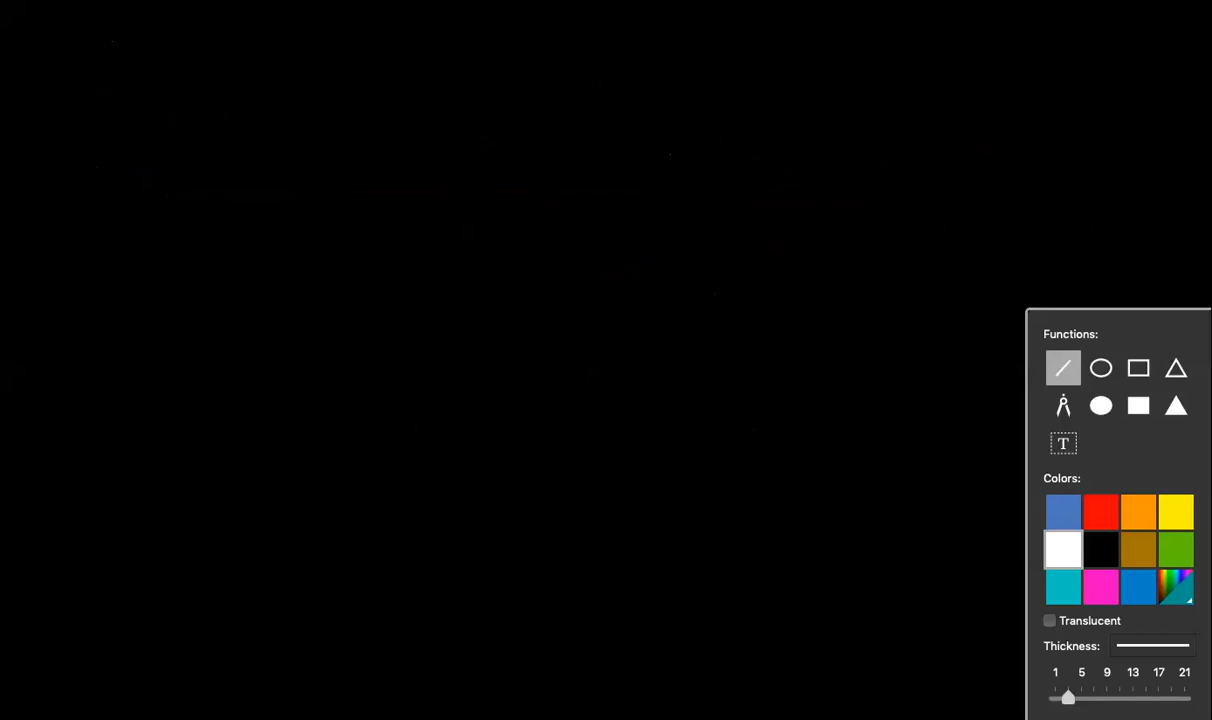 Functions:
T
Colors:
Translucent
Thickness:
1 5 9 13 17 21